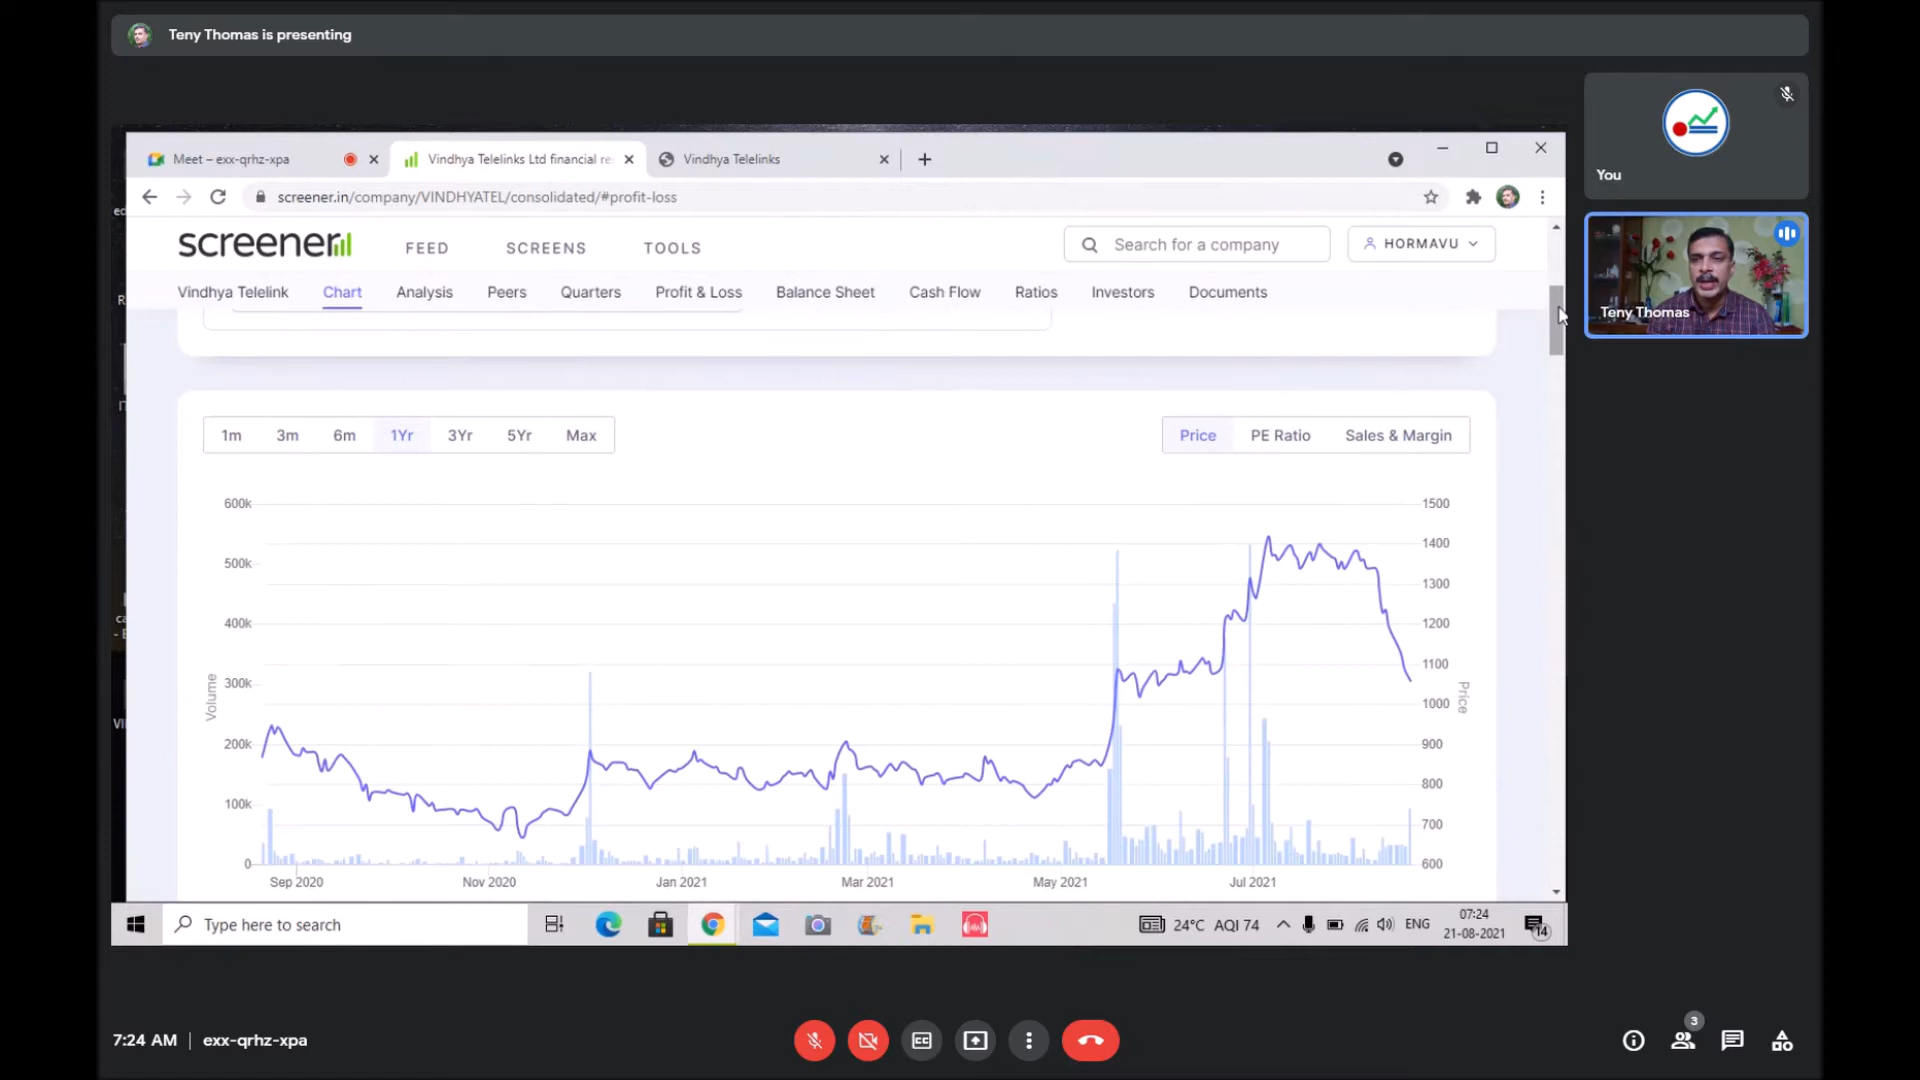 Teny Thomas is presenting
You
Teny Thomas
Meet – exx-qrhz-xpa
Vindhya Telelinks Ltd financial re
Vindhya Telelinks
screener.in/company/VINDHYATEL/consolidated/#profit-loss
screener
FEED SCREENS TOOLS
Search for a company
HORMAVU
Vindhya Telelink Chart Analysis Peers Quarters Profit & Loss Balance Sheet Cash Flow Ratios Investors Documents
1m 3m 6m 1Yr 3Yr 5Yr Max
Price PE Ratio Sales & Margin
600k 1500
1400
500k
1300
400k 1200
1100
300k
1000
200k 900
800
100k
700
0 600
Volume
Price
Sep 2020 Nov 2020 Jan 2021 Mar 2021 May 2021 Jul 2021
Type here to search
24°C AQI 74
ENG
07:24
21-08-2021
14
7:24 AM | exx-qrhz-xpa
3